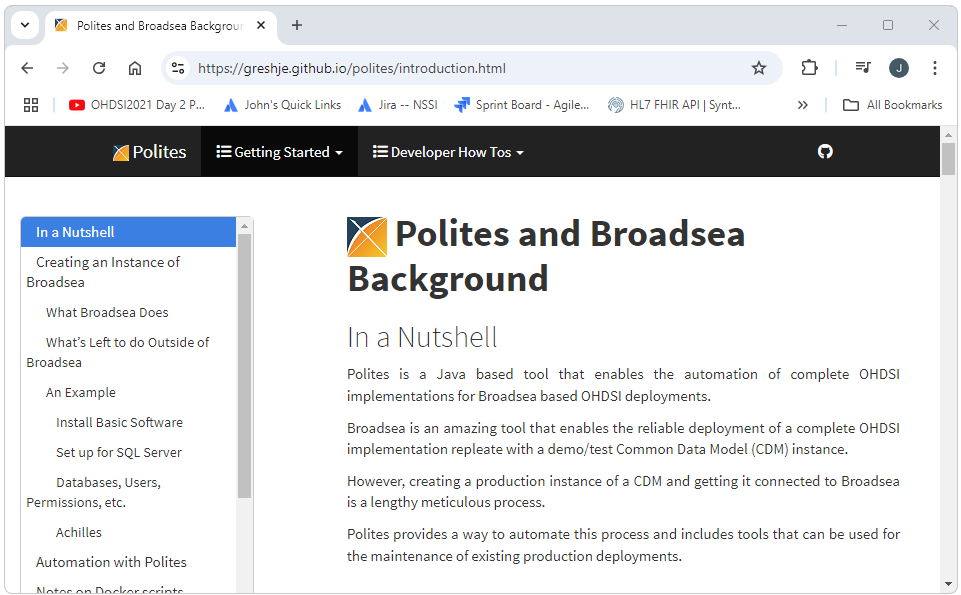 Polites and Broadsea Backgroun
https://greshje.github.io/polites/introduction.html
J
OHDSI2021 Day 2 P...
John's Quick Links
Jira -- NSSI
Sprint Board - Agile...
HL7 FHIR API | Synt...
All Bookmarks
Polites
Getting Started
Developer How Tos
In a Nutshell
Creating an Instance of
Broadsea
What Broadsea Does
What's Left to do Outside of
Broadsea
An Example
Install Basic Software
Set up for SQL Server
Databases, Users,
Permissions, etc.
Achilles
Automation with Polites
Notes on Docker scripts
Polites and Broadsea
Background
In a Nutshell
Polites is a Java based tool that enables the automation of complete OHDSI
implementations for Broadsea based OHDSI deployments.
Broadsea is an amazing tool that enables the reliable deployment of a complete OHDSI
implementation repleate with a demo/test Common Data Model (CDM) instance.
However, creating a production instance of a CDM and getting it connected to Broadsea
is a lengthy meticulous process.
Polites provides a way to automate this process and includes tools that can be used for
the maintenance of existing production deployments.